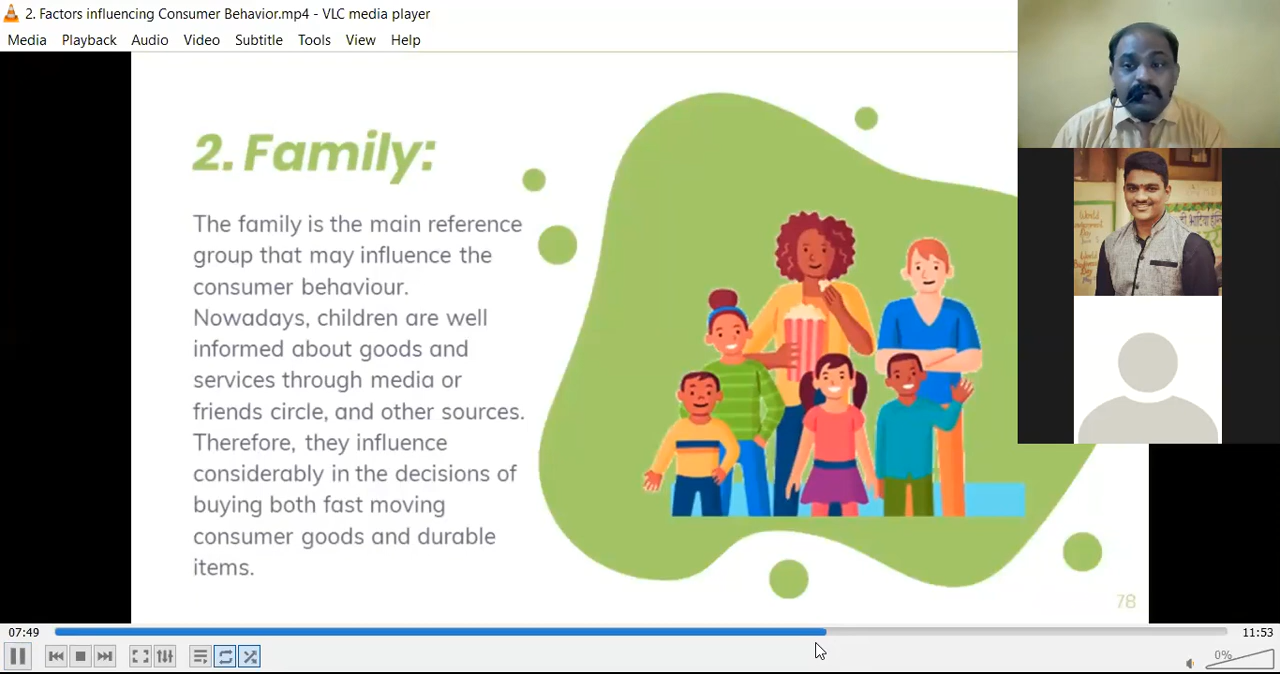 2. Factors influencing Consumer Behavior.mp4 - VLC media player
Media Playback Audio Video Subtitle Tools View Help
2. Family:
The family is the main reference
group that may influence the
consumer behaviour.
Nowadays, children are well
informed about goods and
services through media or
friends circle, and other sources.
Therefore, they influence
considerably in the decisions of
buying both fast moving
consumer goods and durable
items.
78
World
World
07:49
11:53
0%